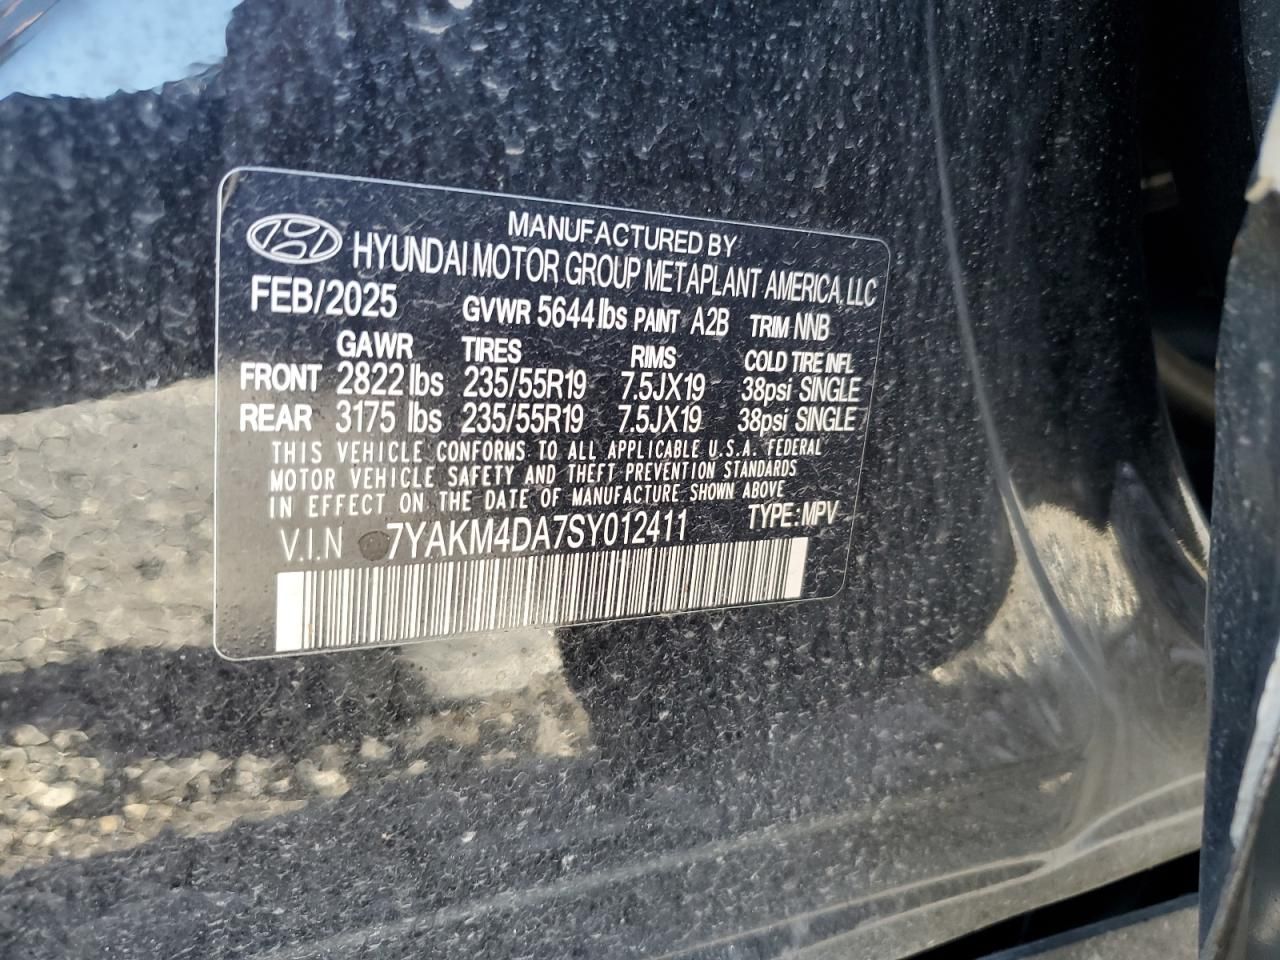 MANUFACTURED BY
HYUNDAI MOTOR GROUP METAPLANT AMERICA, LLC
FEB/2025 GVWR 5644 lbs PAINT A2B TRIM NNB
GAWR TIRES RIMS COLD TIRE INFL
FRONT 2822 lbs 235/55R19 7.5JX19 38psi SINGLE
REAR 3175 lbs 235/55R19 7.5JX19 38psi SINGLE
THIS VEHICLE CONFORMS TO ALL APPLICABLE U.S.A. FEDERAL
MOTOR VEHICLE SAFETY AND THEFT PREVENTION STANDARDS
IN EFFECT ON THE DATE OF MANUFACTURE SHOWN ABOVE
V.I.N 7YAKM4DA7SY012411 TYPE: MPV